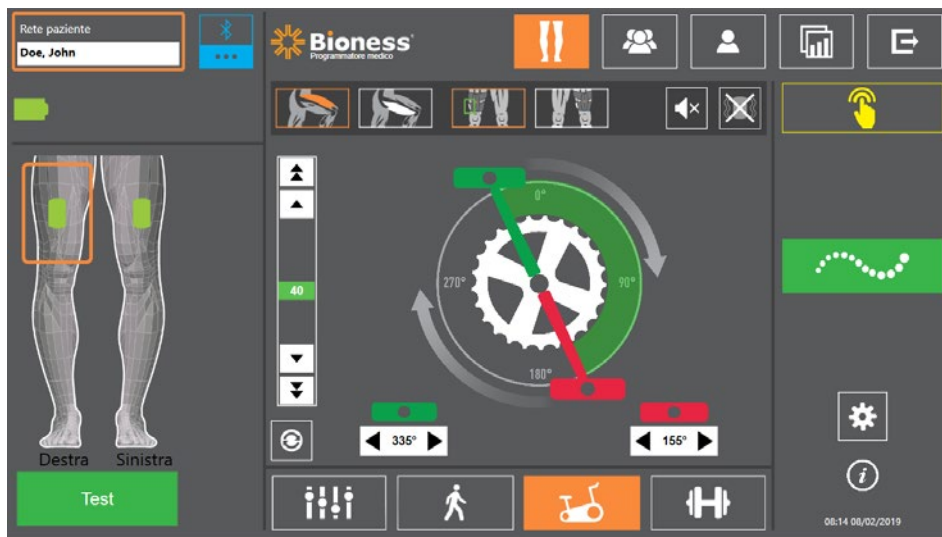 Rete paziente
Doe, John
Bioness
Programmatore medico
0°
90°
180°
270°
40
335°
155°
Destra
Sinistra
Test
08:14 08/02/2019